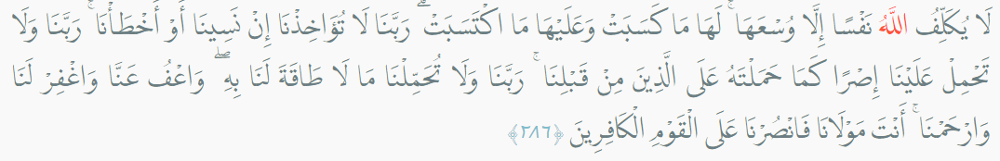 لَا يُكَلِّفُ اللَّهُ نَفْسًا إِلَّا وُسْعَهَا ۚ لَهَا مَا كَسَبَتْ وَعَلَيْهَا مَا اكْتَسَبَتْ ۗ رَبَّنَا لَا تُؤَاخِذْنَا إِنْ نَسِينَا أَوْ أَخْطَأْنَا ۚ رَبَّنَا وَلَا
تَحْمِلْ عَلَيْنَا إِصْرًا كَمَا حَمَلْتَهُ عَلَى الَّذِينَ مِنْ قَبْلِنَا ۚ رَبَّنَا وَلَا تُحَمِّلْنَا مَا لَا طَاقَةَ لَنَا بِهِ ۖ وَاعْفُ عَنَّا وَاغْفِرْ لَنَا
وَارْحَمْنَا ۚ أَنْتَ مَوْلَانَا فَانْصُرْنَا عَلَى الْقَوْمِ الْكَافِرِينَ ﴿٢٨٦﴾